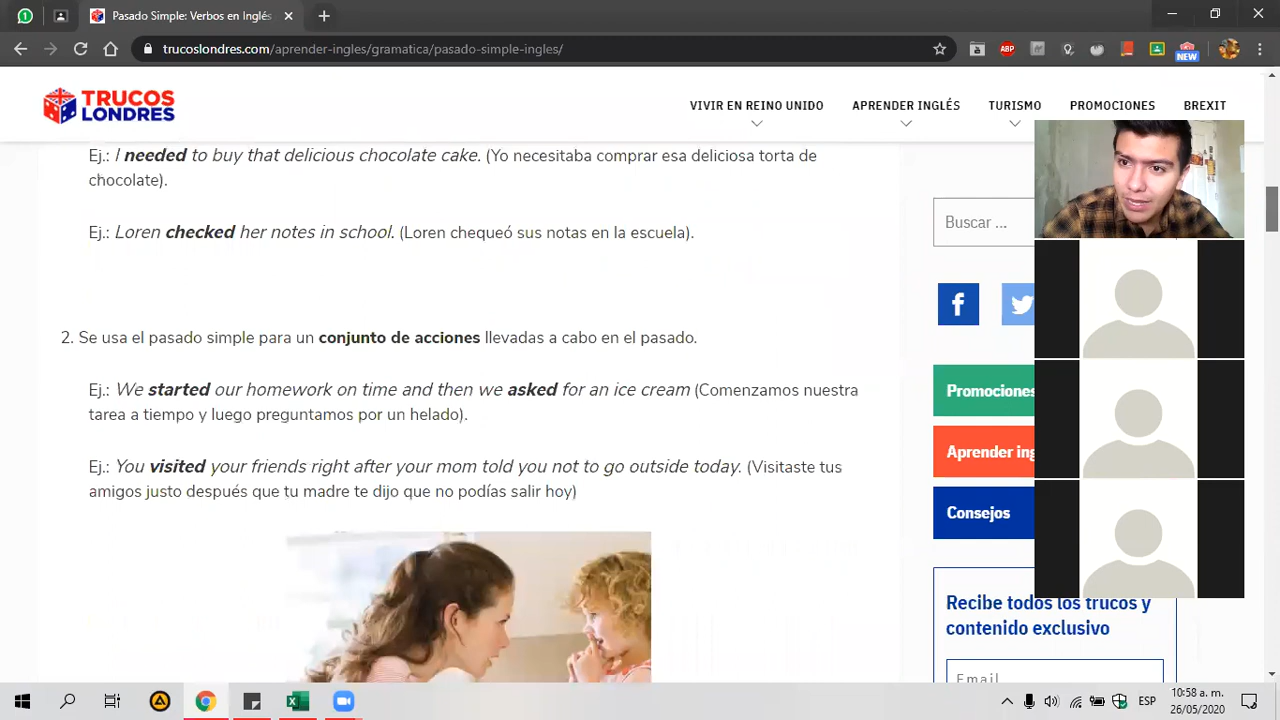 Pasado Simple: Verbos en Inglés
trucoslondres.com/aprender-ingles/gramatica/pasado-simple-ingles/
ABP
NEW
TRUCOS
LONDRES
VIVIR EN REINO UNIDO
APRENDER INGLÉS
TURISMO
PROMOCIONES
BREXIT
Ej.: I needed to buy that delicious chocolate cake. (Yo necesitaba comprar esa deliciosa torta de
chocolate).
Ej.: Loren checked her notes in school. (Loren chequeó sus notas en la escuela).
2. Se usa el pasado simple para un conjunto de acciones llevadas a cabo en el pasado.
Ej.: We started our homework on time and then we asked for an ice cream (Comenzamos nuestra
tarea a tiempo y luego preguntamos por un helado).
Ej.: You visited your friends right after your mom told you not to go outside today. (Visitaste tus
amigos justo después que tu madre te dijo que no podías salir hoy)
Buscar ...
Promociones
Aprender ing
Consejos
Recibe todos los trucos y
contenido exclusivo
Email
ESP
10:58 a. m.
26/05/2020